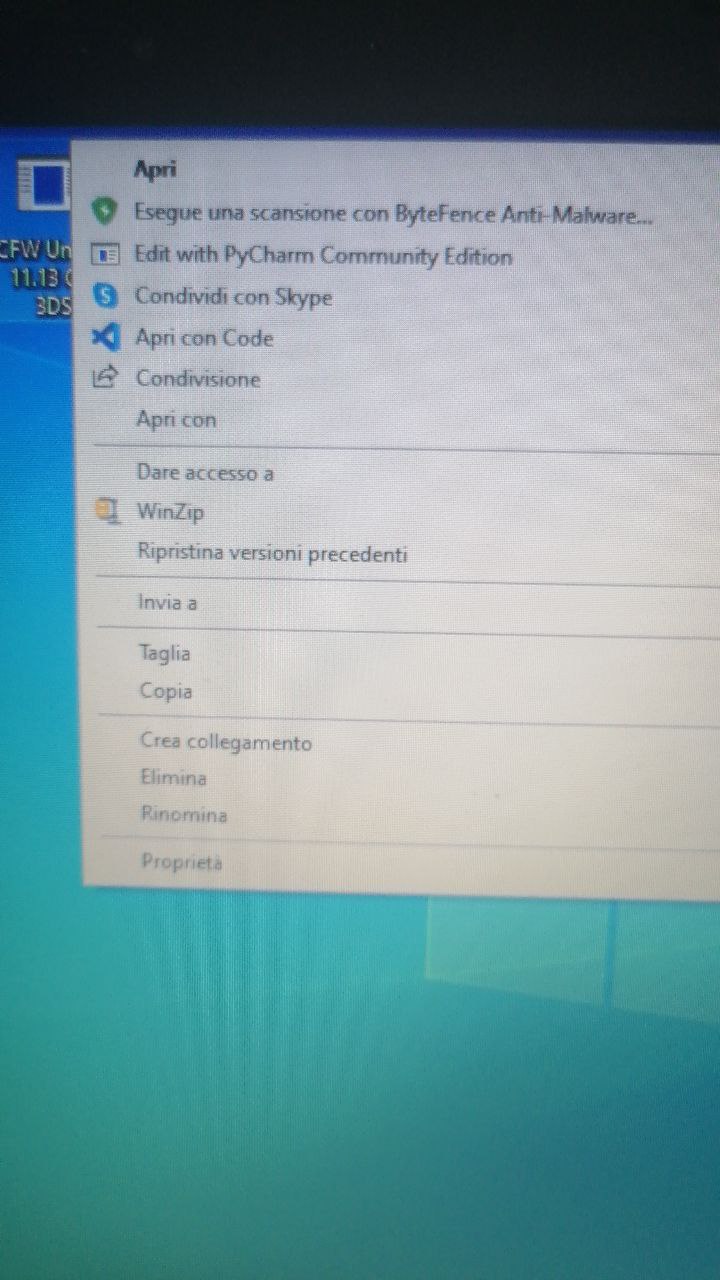 Apri
Esegue una scansione con ByteFence Anti-Malware...
CFW Un
Edit with PyCharm Community Edition
11.13
3DS
Condividi con Skype
Apri con Code
Condivisione
Apri con
Dare accesso a
WinZip
Ripristina versioni precedenti
Invia a
Taglia
Copia
Crea collegamento
Elimina
Rinomina
Proprietà